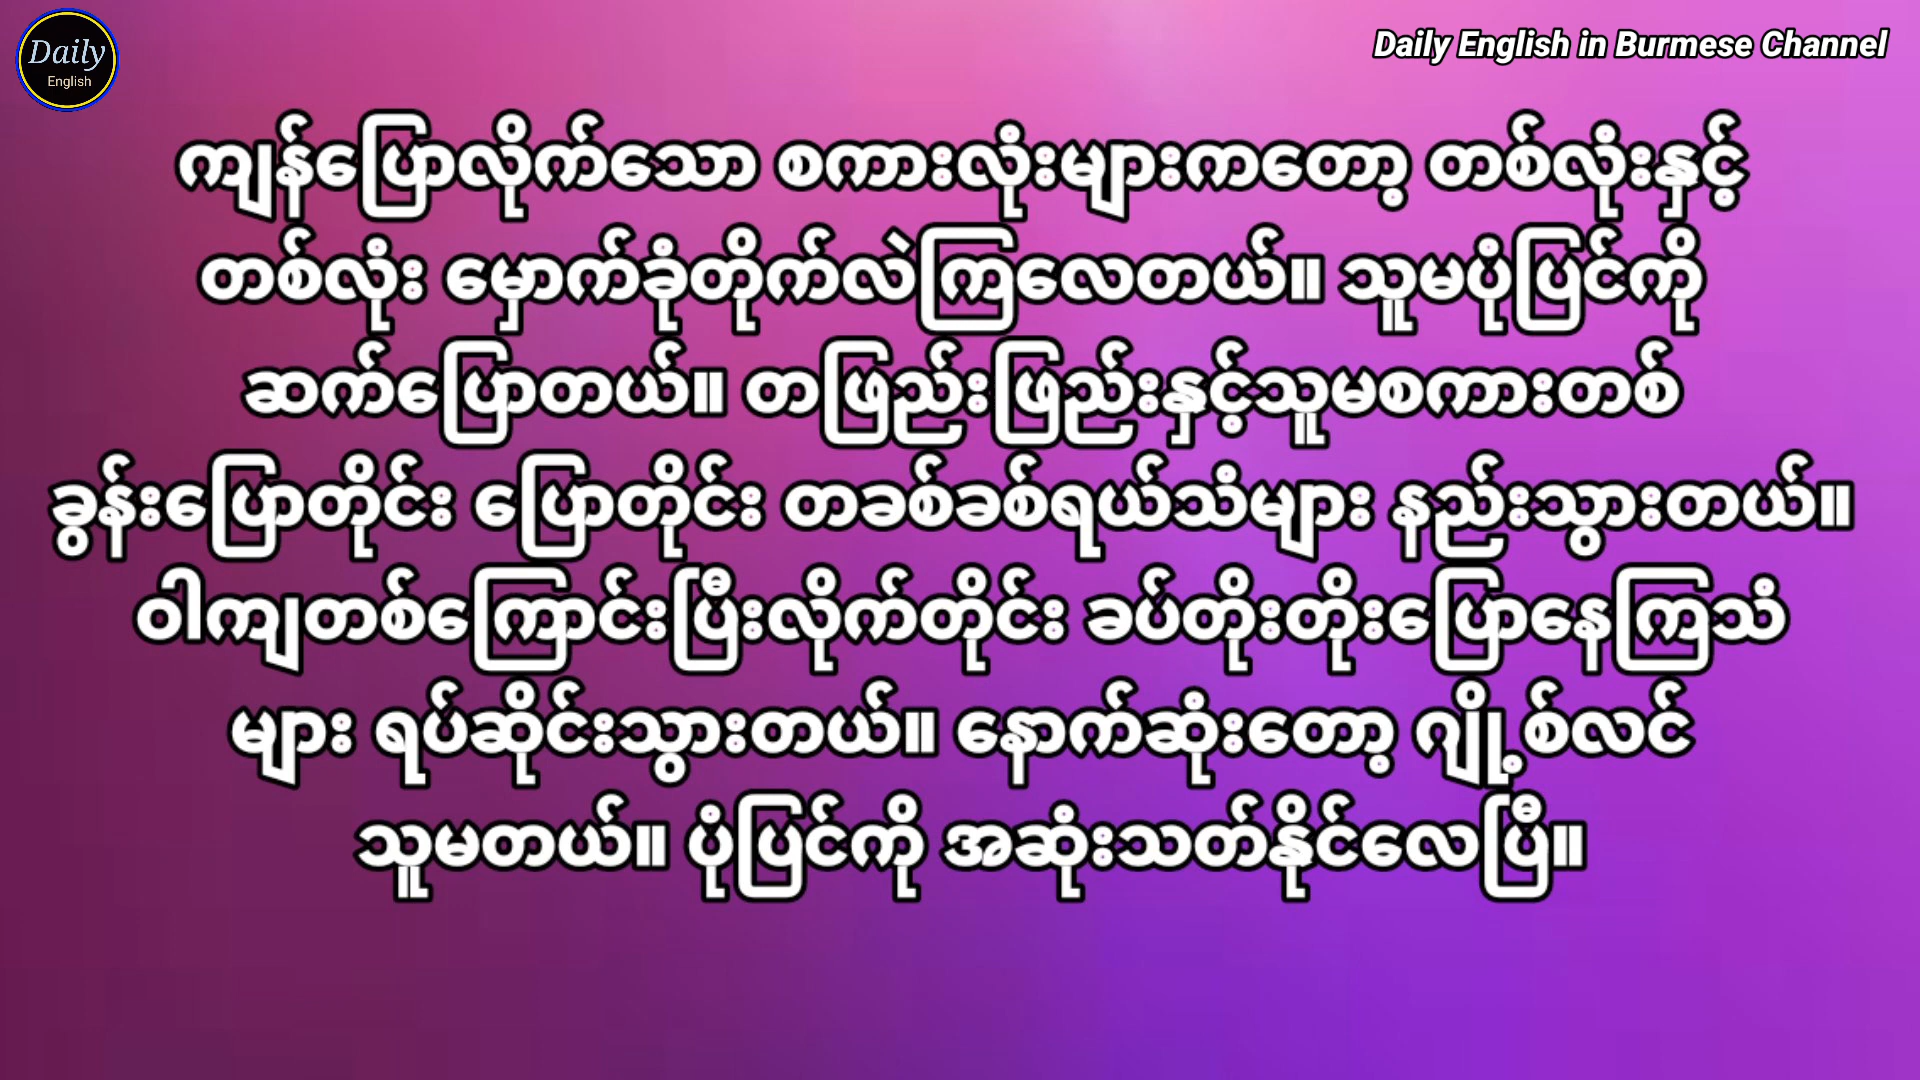 Daily
English
Daily English in Burmese Channel
ကျန်ပြောလိုက်သော စကားလုံးများကတော့ တစ်လုံးနှင့်
တစ်လုံး မှောက်ခုံတိုက်လဲကြလေတယ်။ သူမပုံပြင်ကို
ဆက်ပြောတယ်။ တဖြည်းဖြည်းနှင့်သူမစကားတစ်
ခွန်းပြောတိုင်း ပြောတိုင်း တခစ်ခစ်ရယ်သံများ နည်းသွားတယ်။
ဝါကျတစ်ကြောင်းပြီးလိုက်တိုင်း ခပ်တိုးတိုးပြောနေကြသံ
များ ရပ်ဆိုင်းသွားတယ်။ နောက်ဆုံးတော့ ဂျို့စ်လင်
သူမတယ်။ ပုံပြင်ကို အဆုံးသတ်နိုင်လေပြီ။